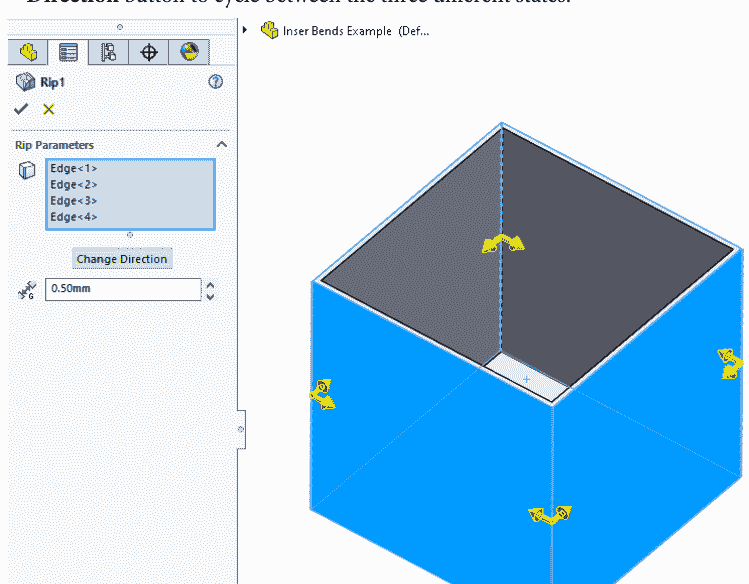 Direction button to cycle between the three different states.
Inser Bends Example (Def...
Rip1
Rip Parameters
Edge<1>
Edge<2>
Edge<3>
Edge<4>
Change Direction
G
0.50mm